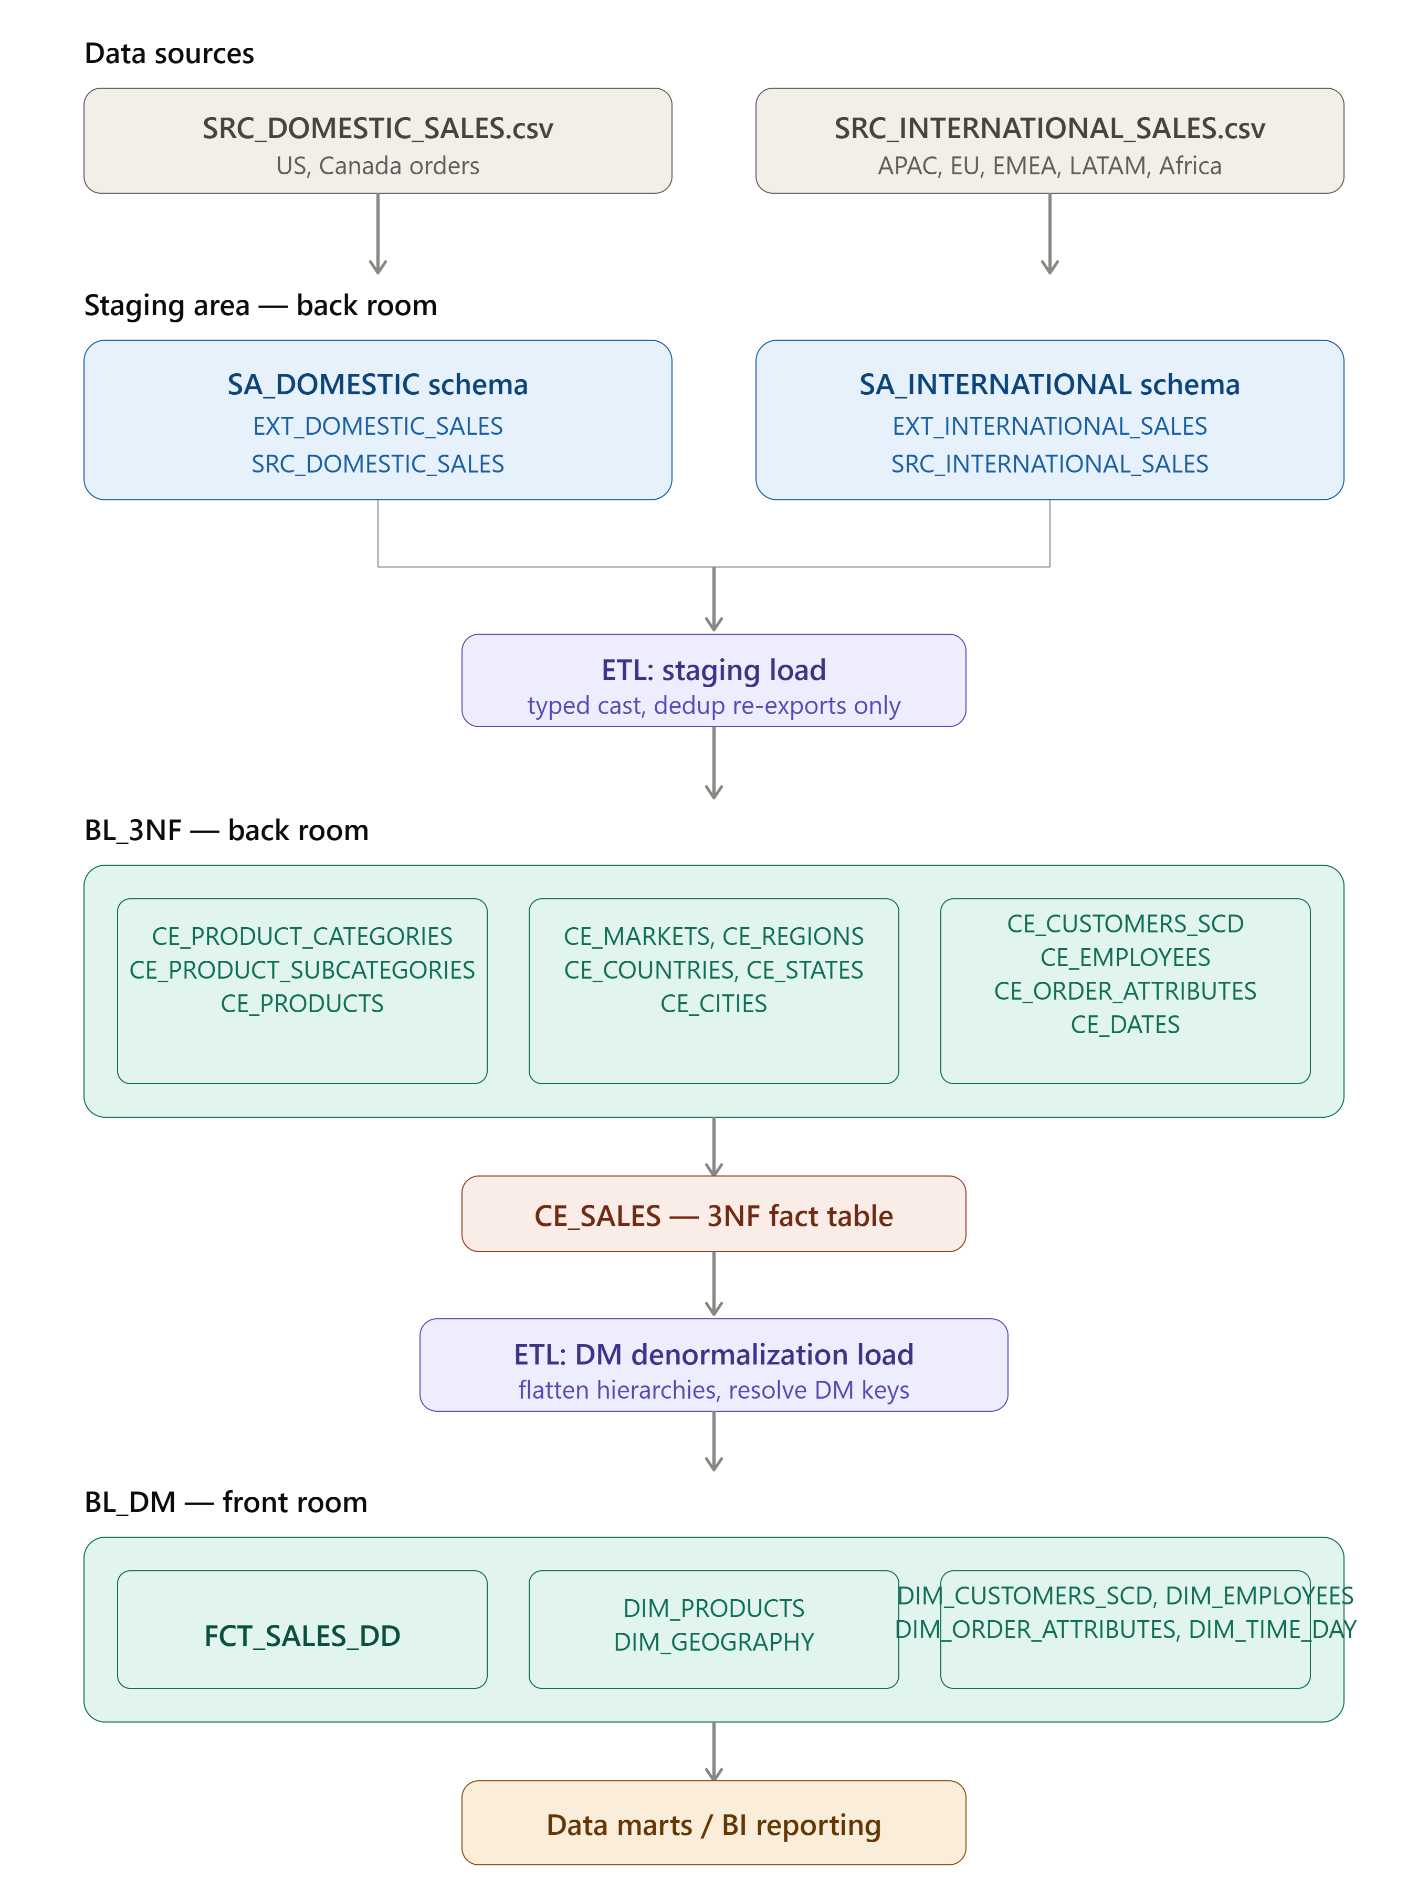 Data sources
SRC_DOMESTIC_SALES.csv
US, Canada orders
SRC_INTERNATIONAL_SALES.csv
APAC, EU, EMEA, LATAM, Africa
Staging area — back room
SA_DOMESTIC schema
EXT_DOMESTIC_SALES
SRC_DOMESTIC_SALES
SA_INTERNATIONAL schema
EXT_INTERNATIONAL_SALES
SRC_INTERNATIONAL_SALES
ETL: staging load
typed cast, dedup re-exports only
BL_3NF — back room
CE_PRODUCT_CATEGORIES
CE_PRODUCT_SUBCATEGORIES
CE_PRODUCTS
CE_MARKETS, CE_REGIONS
CE_COUNTRIES, CE_STATES
CE_CITIES
CE_CUSTOMERS_SCD
CE_EMPLOYEES
CE_ORDER_ATTRIBUTES
CE_DATES
CE_SALES — 3NF fact table
ETL: DM denormalization load
flatten hierarchies, resolve DM keys
BL_DM — front room
FCT_SALES_DD
DIM_PRODUCTS
DIM_GEOGRAPHY
DIM_CUSTOMERS_SCD, DIM_EMPLOYEES
DIM_ORDER_ATTRIBUTES, DIM_TIME_DAY
Data marts / BI reporting